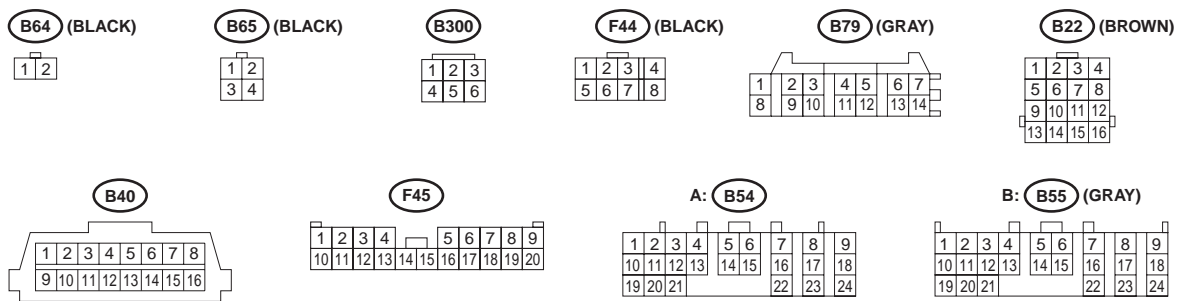 B64 (BLACK) B65 (BLACK) B300 F44 (BLACK) B79 (GRAY) B22 (BROWN)
1 2
1 2
3 4
1 2 3
4 5 6
1 2 3 4
5 6 7 8
1 2 3 4 5 6 7
8 9 10 11 12 13 14
1 2 3 4
5 6 7 8
9 10 11 12
13 14 15 16
B40 F45 A: B54 B: B55 (GRAY)
1 2 3 4 5 6 7 8
9 10 11 12 13 14 15 16
1 2 3 4 5 6 7 8 9
10 11 12 13 14 15 16 17 18 19 20
1 2 3 4 5 6 7 8 9
10 11 12 13 14 15 16 17 18
19 20 21 22 23 24
1 2 3 4 5 6 7 8 9
10 11 12 13 14 15 16 17 18
19 20 21 22 23 24